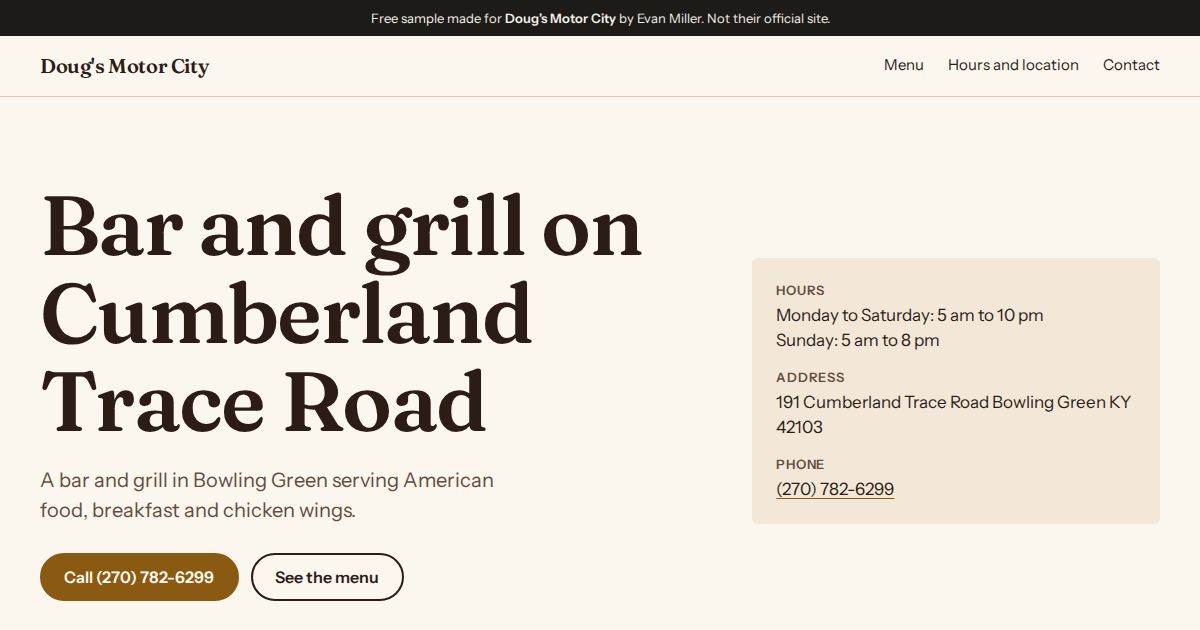 Free sample made for Doug's Motor City by Evan Miller. Not their official site.
Doug's Motor City
Menu
Hours and location
Contact
Bar and grill on
Cumberland
Trace Road
A bar and grill in Bowling Green serving American
food, breakfast and chicken wings.
Call (270) 782-6299
See the menu
HOURS
Monday to Saturday: 5 am to 10 pm
Sunday: 5 am to 8 pm
ADDRESS
191 Cumberland Trace Road Bowling Green KY
42103
PHONE
(270) 782-6299